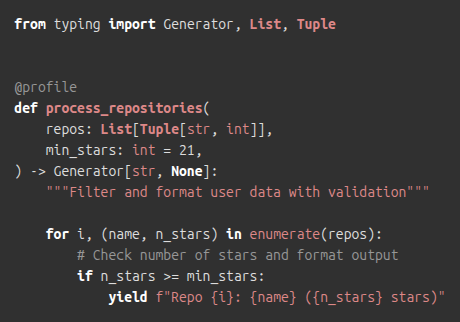 from typing import Generator, List, Tuple
@profile
def process_repositories(
    repos: List[Tuple[str, int]],
    min_stars: int = 21,
) -> Generator[str, None]:
    """Filter and format user data with validation"""
    for i, (name, n_stars) in enumerate(repos):
        # Check number of stars and format output
        if n_stars >= min_stars:
            yield f"Repo {i}: {name} ({n_stars} stars)"